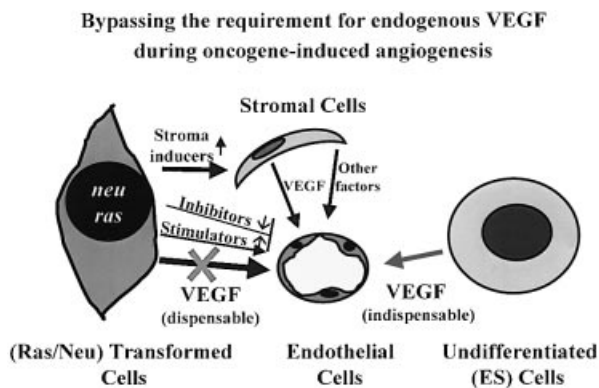 Bypassing the requirement for endogenous VEGF
during oncogene-induced angiogenesis
Stromal Cells
Stroma
inducers
neu
ras
VEGF
Other
factors
Inhibitors
Stimulators
VEGF
(dispensable)
VEGF
(indispensable)
(Ras/Neu) Transformed
Cells
Endothelial
Cells
Undifferentiated
(ES) Cells